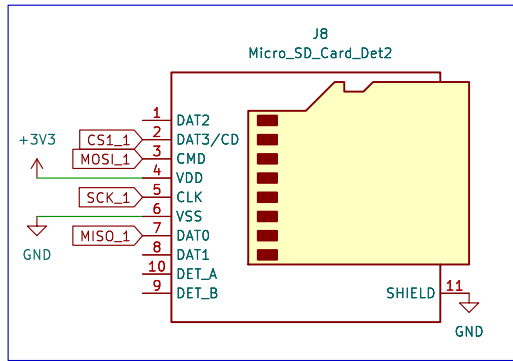 J8
Micro_SD_Card_Det2
1 DAT2
CS1_1 2 DAT3/CD
+3V3 MOSI_1 3 CMD
4 VDD
SCK_1 5 CLK
6 VSS
GND MISO_1 7 DAT0
8 DAT1
10 DET_A
9 DET_B SHIELD 11
GND